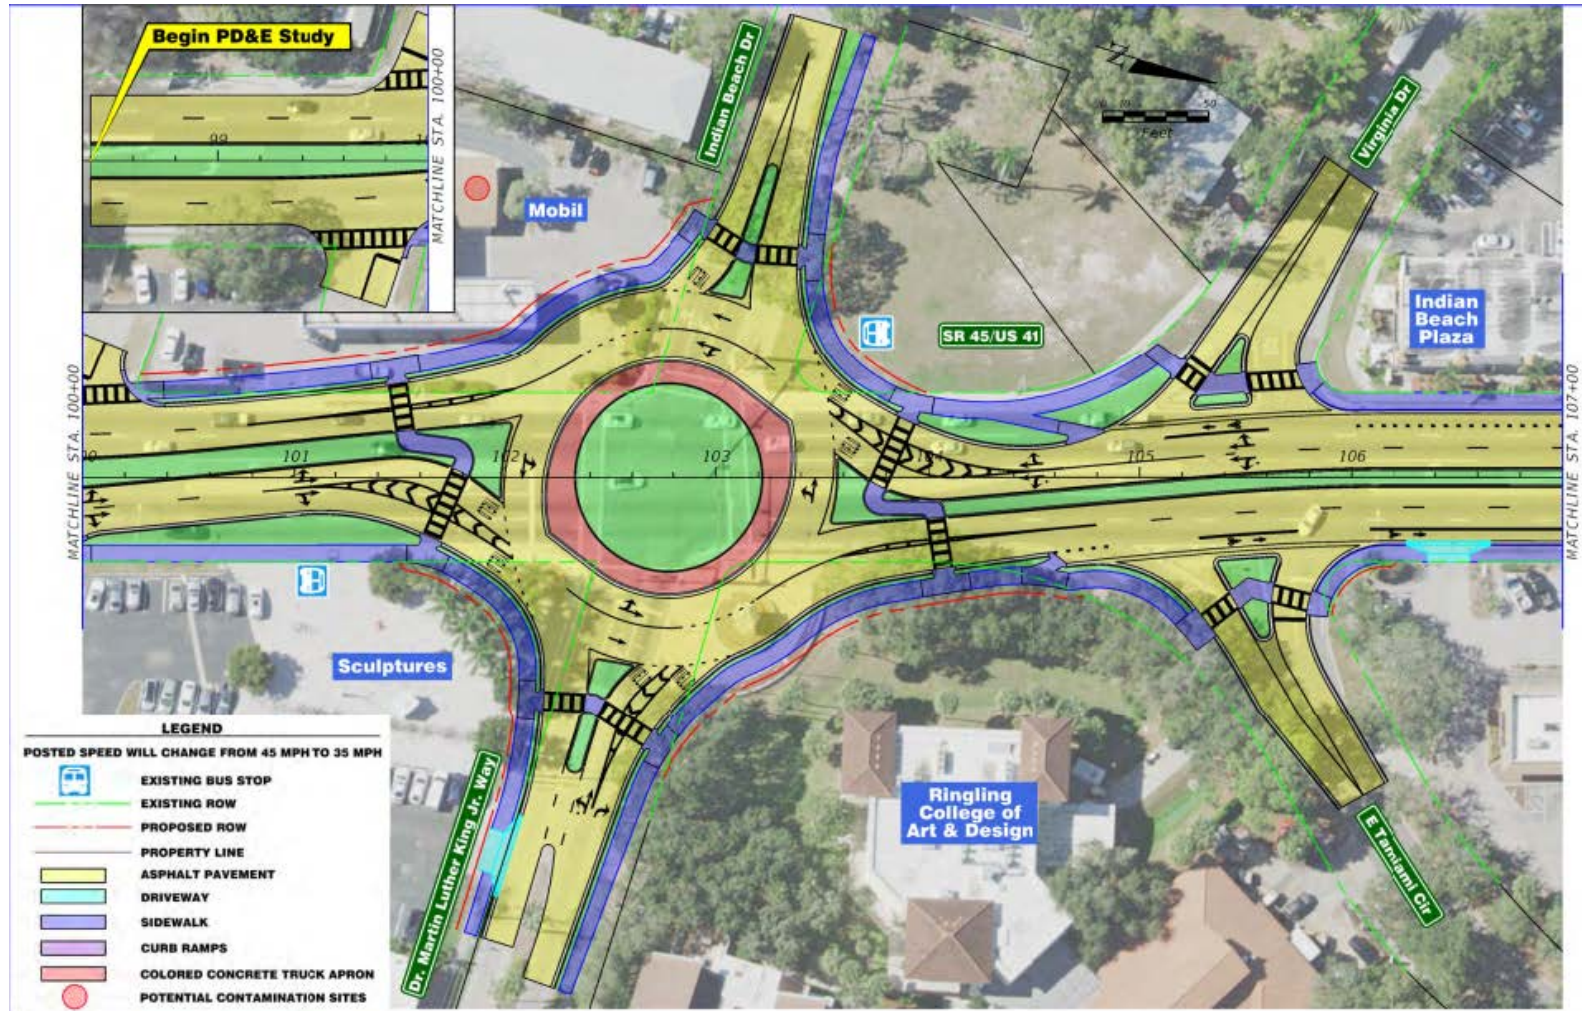 Begin PD&E Study
99
MATCHLINE STA. 100+00
Indian Beach Dr
Mobil
N
50
Feet
Virginia Dr
Indian
Beach
Plaza
SR 45/US 41
MATCHLINE STA. 100+00
101
102
103
105
106
MATCHLINE STA. 107+00
Sculptures
Dr. Martin Luther King Jr. Way
Ringling
College of
Art & Design
E Tamiami Cir
LEGEND
POSTED SPEED WILL CHANGE FROM 45 MPH TO 35 MPH
EXISTING BUS STOP
EXISTING ROW
PROPOSED ROW
PROPERTY LINE
ASPHALT PAVEMENT
DRIVEWAY
SIDEWALK
CURB RAMPS
COLORED CONCRETE TRUCK APRON
POTENTIAL CONTAMINATION SITES